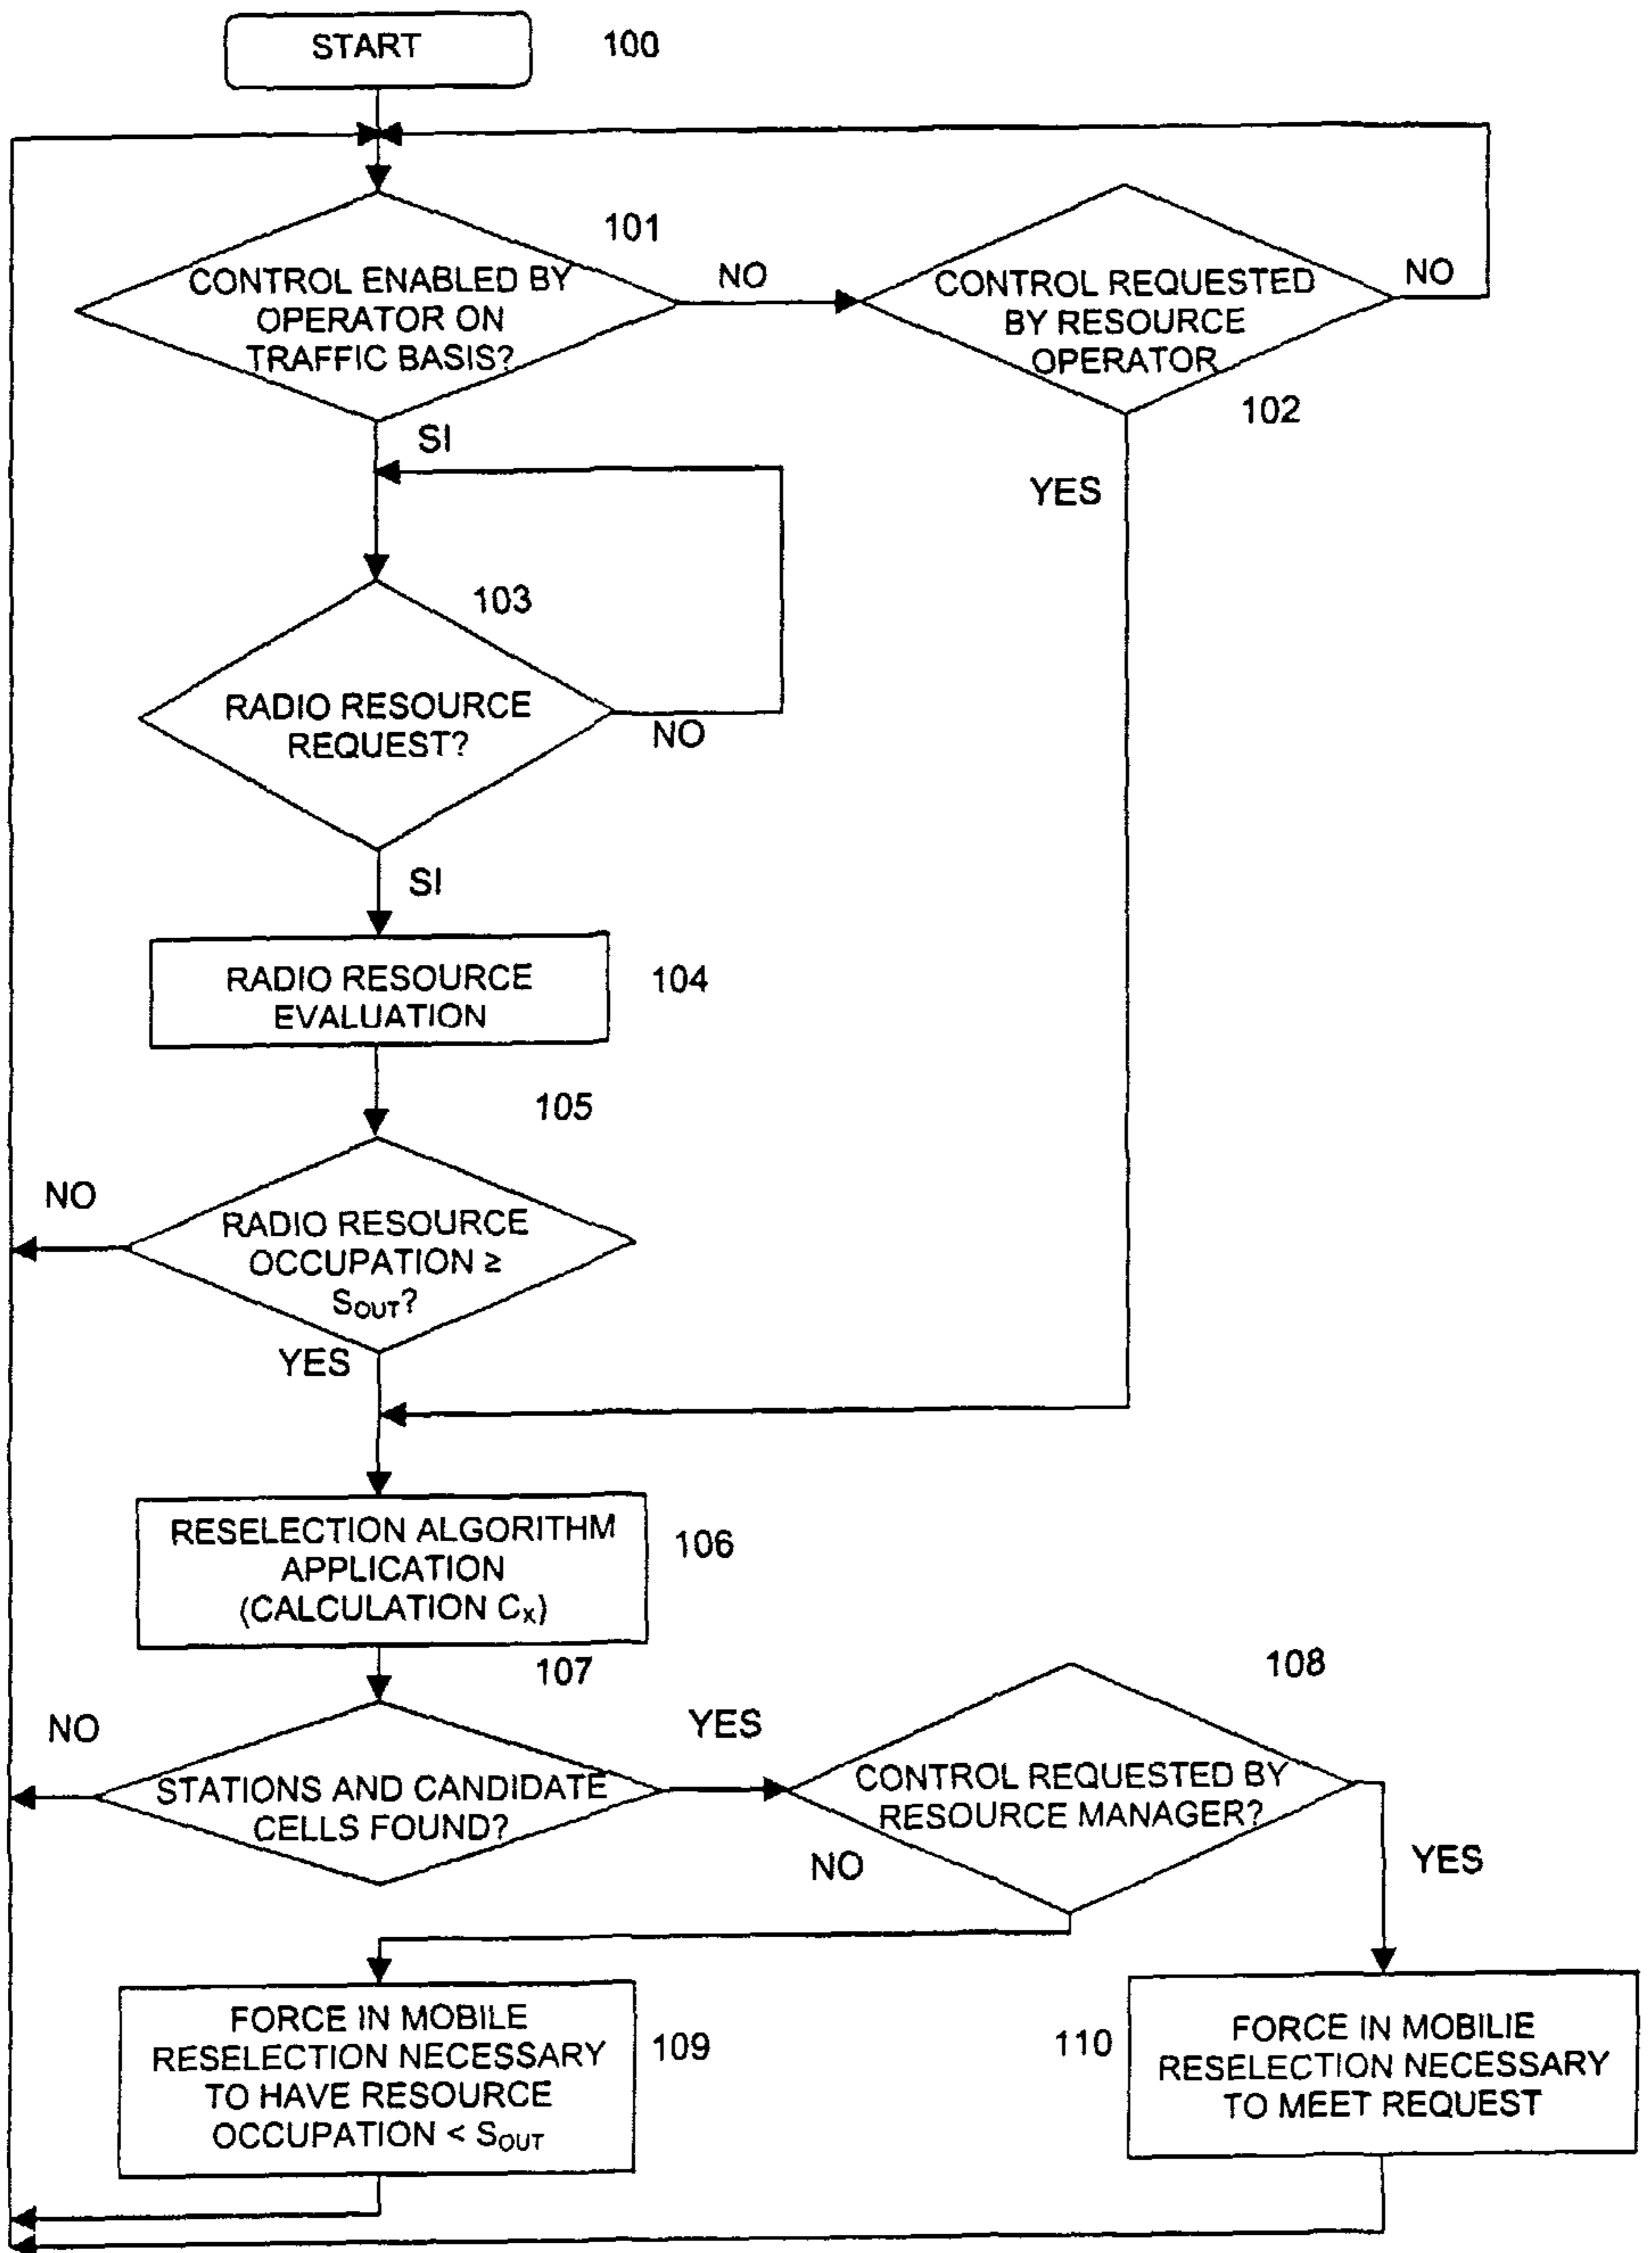 START
100
101
CONTROL ENABLED BY
OPERATOR ON
TRAFFIC BASIS?
NO
CONTROL REQUESTED
BY RESOURCE
OPERATOR
NO
102
SI
YES
103
RADIO RESOURCE
REQUEST?
NO
SI
RADIO RESOURCE
EVALUATION
104
105
NO
RADIO RESOURCE
OCCUPATION ≥
SOUT?
YES
RESELECTION ALGORITHM
APPLICATION
(CALCULATION Cx)
106
107
108
NO
YES
STATIONS AND CANDIDATE
CELLS FOUND?
CONTROL REQUESTED BY
RESOURCE MANAGER?
NO
YES
FORCE IN MOBILE
RESELECTION NECESSARY
TO HAVE RESOURCE
OCCUPATION < SOUT
109
110
FORCE IN MOBILIE
RESELECTION NECESSARY
TO MEET REQUEST